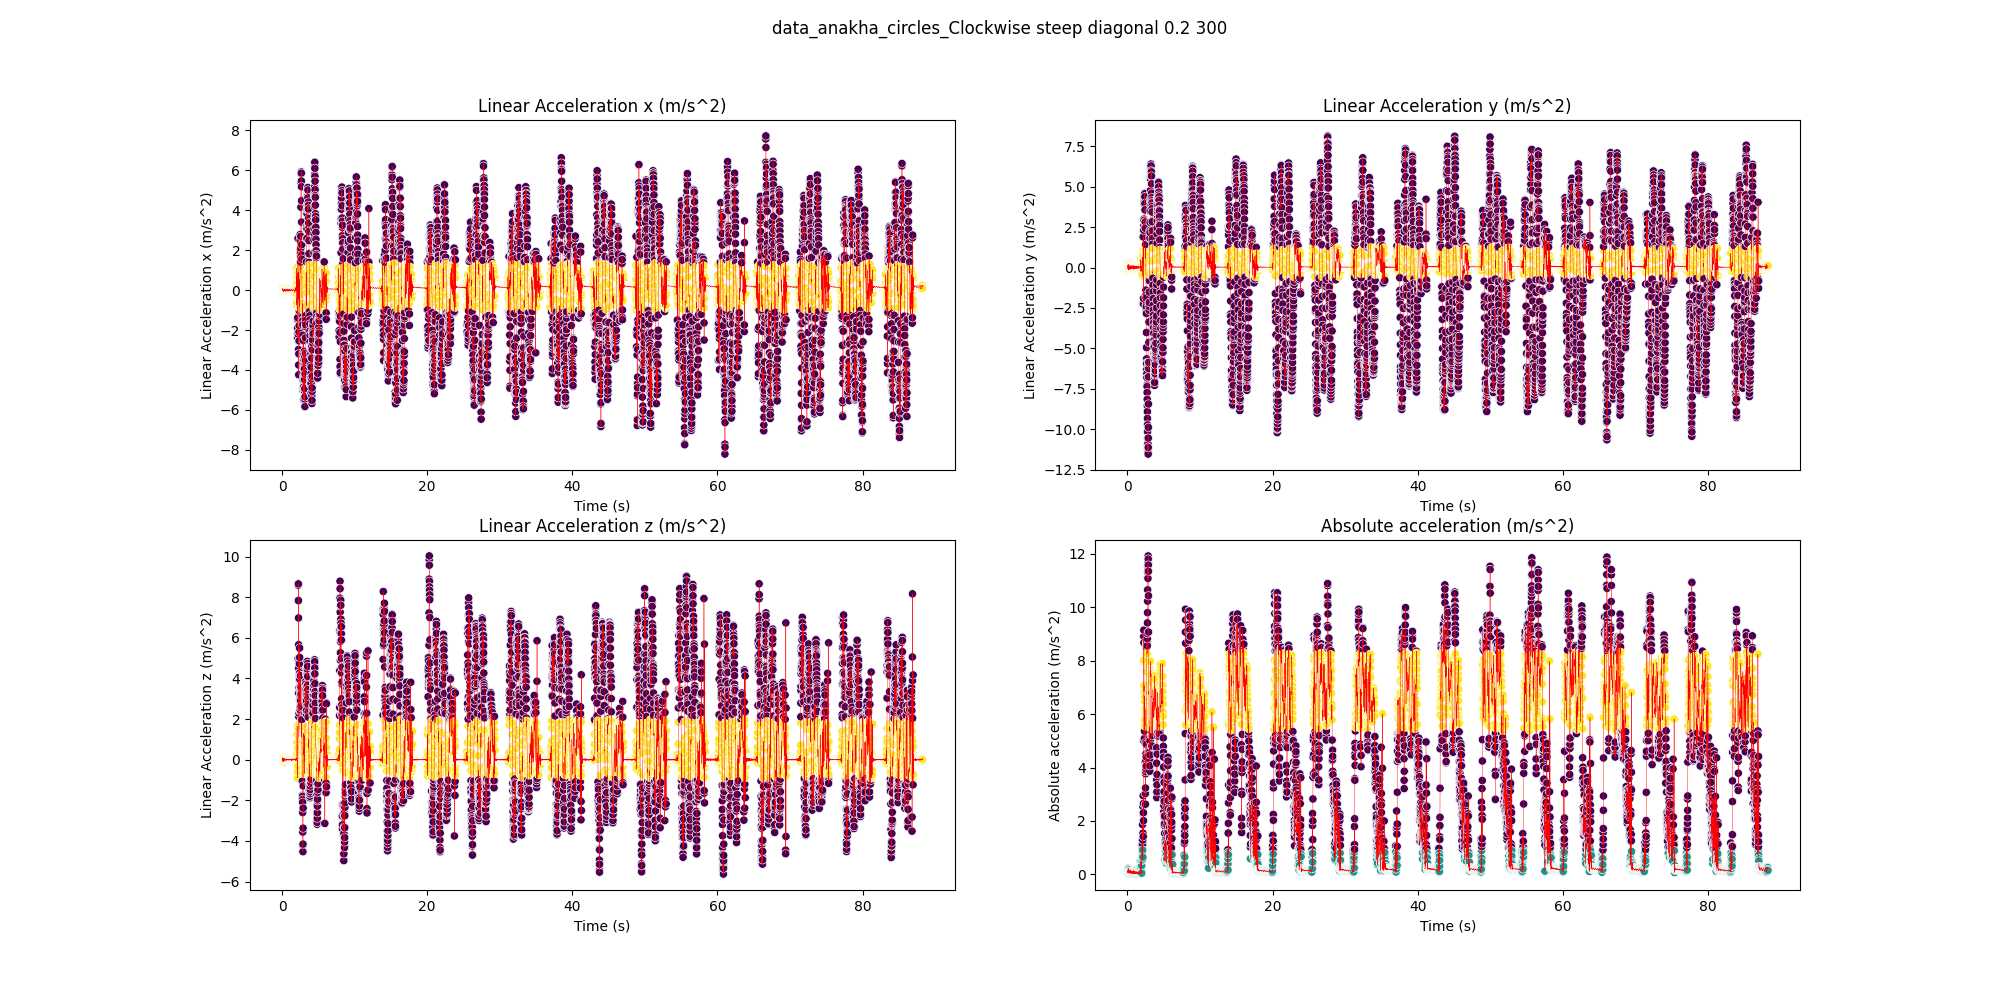 data_anakha_circles_Clockwise steep diagonal 0.2 300
Linear Acceleration x (m/s^2)
Linear Acceleration x (m/s^2)
8
6
4
2
0
−2
−4
−6
−8
0 20 40 60 80
Time (s)
Linear Acceleration y (m/s^2)
Linear Acceleration y (m/s^2)
7.5
5.0
2.5
0.0
−2.5
−5.0
−7.5
−10.0
−12.5
0 20 40 60 80
Time (s)
Linear Acceleration z (m/s^2)
Linear Acceleration z (m/s^2)
10
8
6
4
2
0
−2
−4
−6
0 20 40 60 80
Time (s)
Absolute acceleration (m/s^2)
Absolute acceleration (m/s^2)
12
10
8
6
4
2
0
0 20 40 60 80
Time (s)